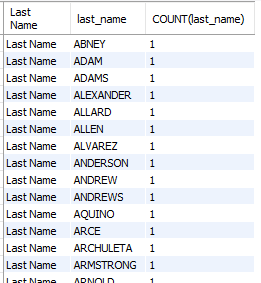 Last Name last_name COUNT(last_name)
Last Name ABNEY 1
Last Name ADAM 1
Last Name ADAMS 1
Last Name ALEXANDER 1
Last Name ALLARD 1
Last Name ALLEN 1
Last Name ALVAREZ 1
Last Name ANDERSON 1
Last Name ANDREW 1
Last Name ANDREWS 1
Last Name AQUINO 1
Last Name ARCE 1
Last Name ARCHULETA 1
Last Name ARMSTRONG 1
Last Name ARNOLD 1